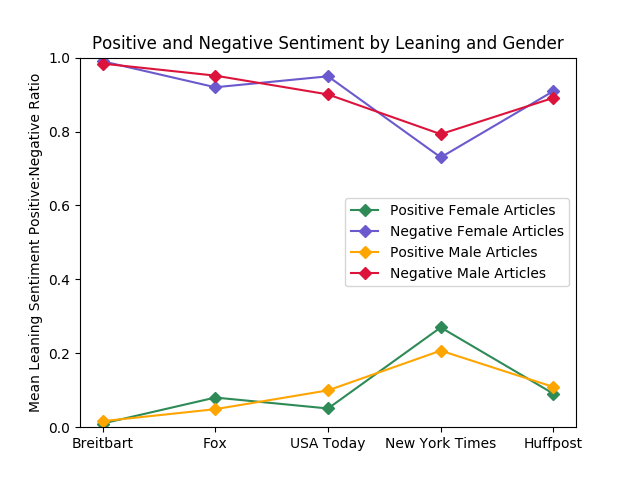 Positive and Negative Sentiment by Leaning and Gender
Mean Leaning Sentiment Positive:Negative Ratio
1.0
0.8
0.6
0.4
0.2
0.0
Positive Female Articles
Negative Female Articles
Positive Male Articles
Negative Male Articles
Breitbart Fox USA Today New York Times Huffpost